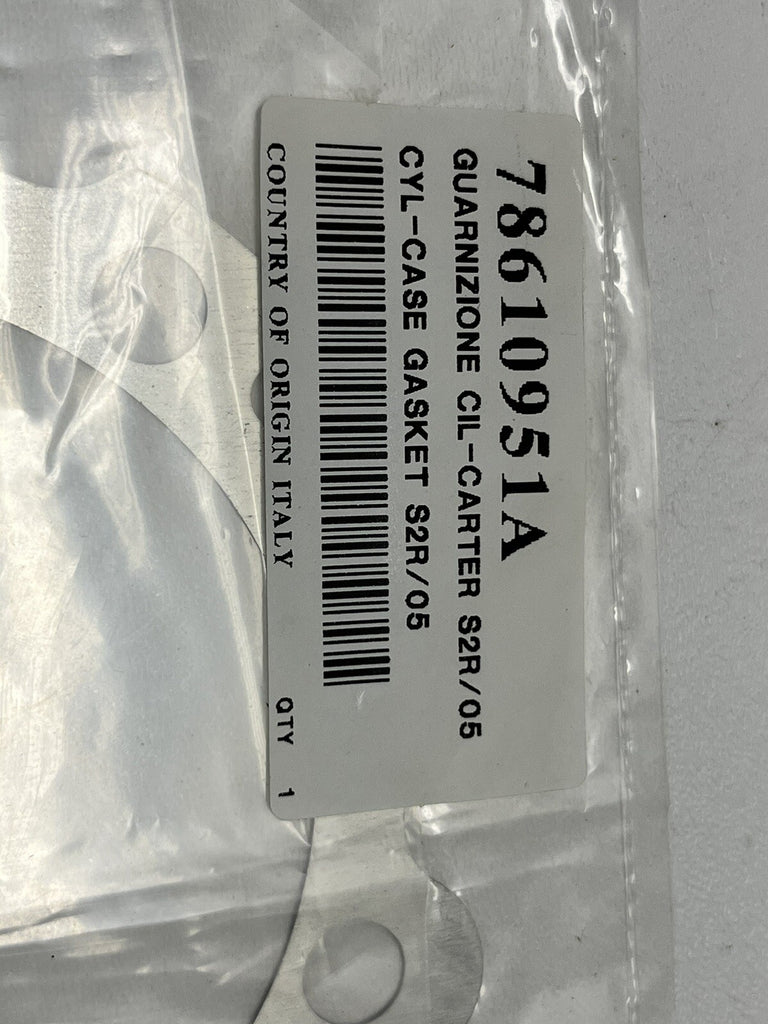 78610951A
GUARNIZIONE CIL-CARTER S2R/05
CYL-CASE GASKET S2R/05
COUNTRY OF ORIGIN ITALY QTY 1